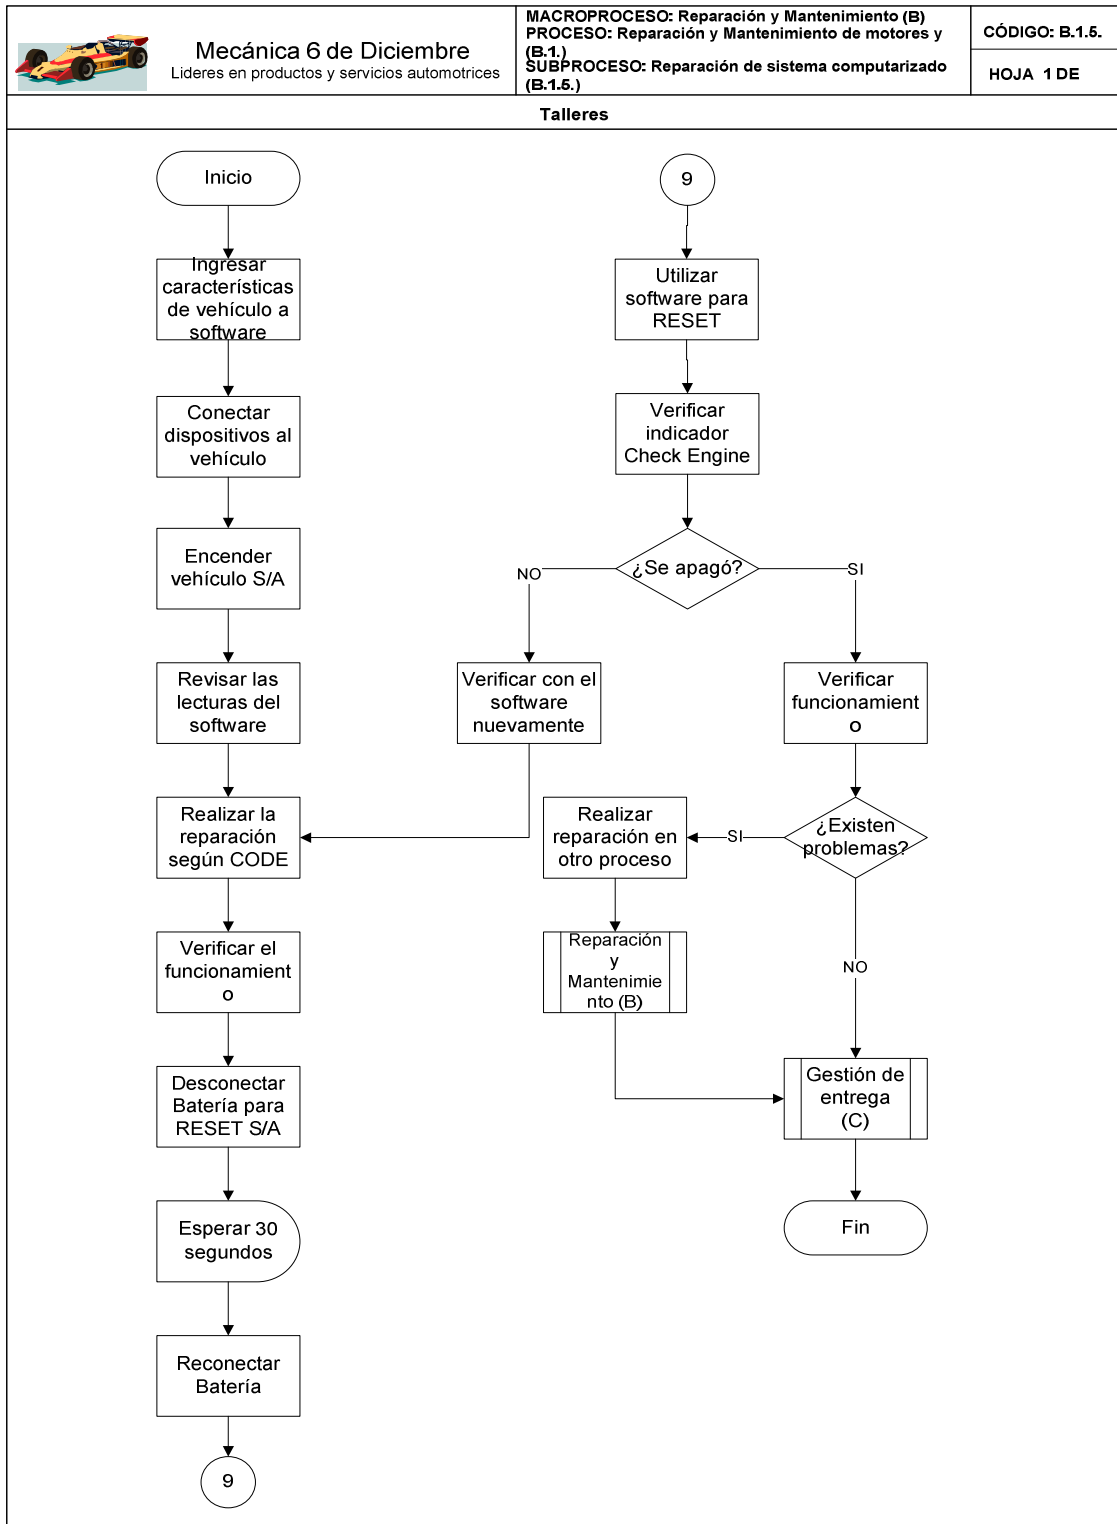 Mecánica 6 de Diciembre
Lideres en productos y servicios automotrices
MACROPROCESO: Reparación y Mantenimiento (B)
PROCESO: Reparación y Mantenimiento de motores y
(B.1.)
SUBPROCESO: Reparación de sistema computarizado
(B.1.5.)
CÓDIGO: B.1.5.
HOJA 1 DE
Talleres
Inicio
Ingresar
características
de vehículo a
software
Conectar
dispositivos al
vehículo
Encender
vehículo S/A
Revisar las
lecturas del
software
Realizar la
reparación
según CODE
Verificar el
funcionamient
o
Desconectar
Batería para
RESET S/A
Esperar 30
segundos
Reconectar
Batería
9
9
Utilizar
software para
RESET
Verificar
indicador
Check Engine
¿Se apagó?
NO
SI
Verificar con el
software
nuevamente
Verificar
funcionamient
o
¿Existen
problemas?
SI
Realizar
reparación en
otro proceso
Reparación
y
Mantenimie
nto (B)
NO
Gestión de
entrega
(C)
Fin